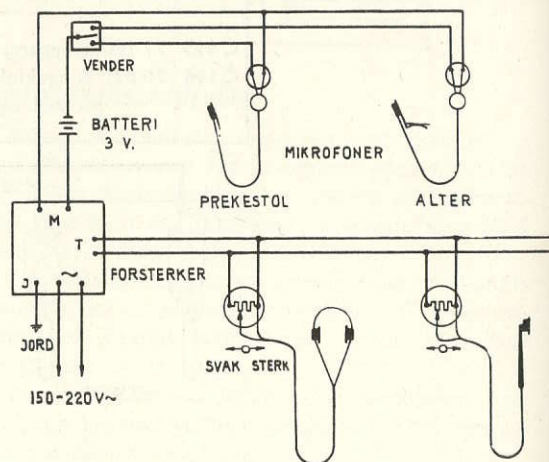 VENDER
BATTERI
3 V.
MIKROFONER
PREKESTOL
ALTER
M
T
FORSTERKER
J
~
JORD
SVAK STERK
150-220V~